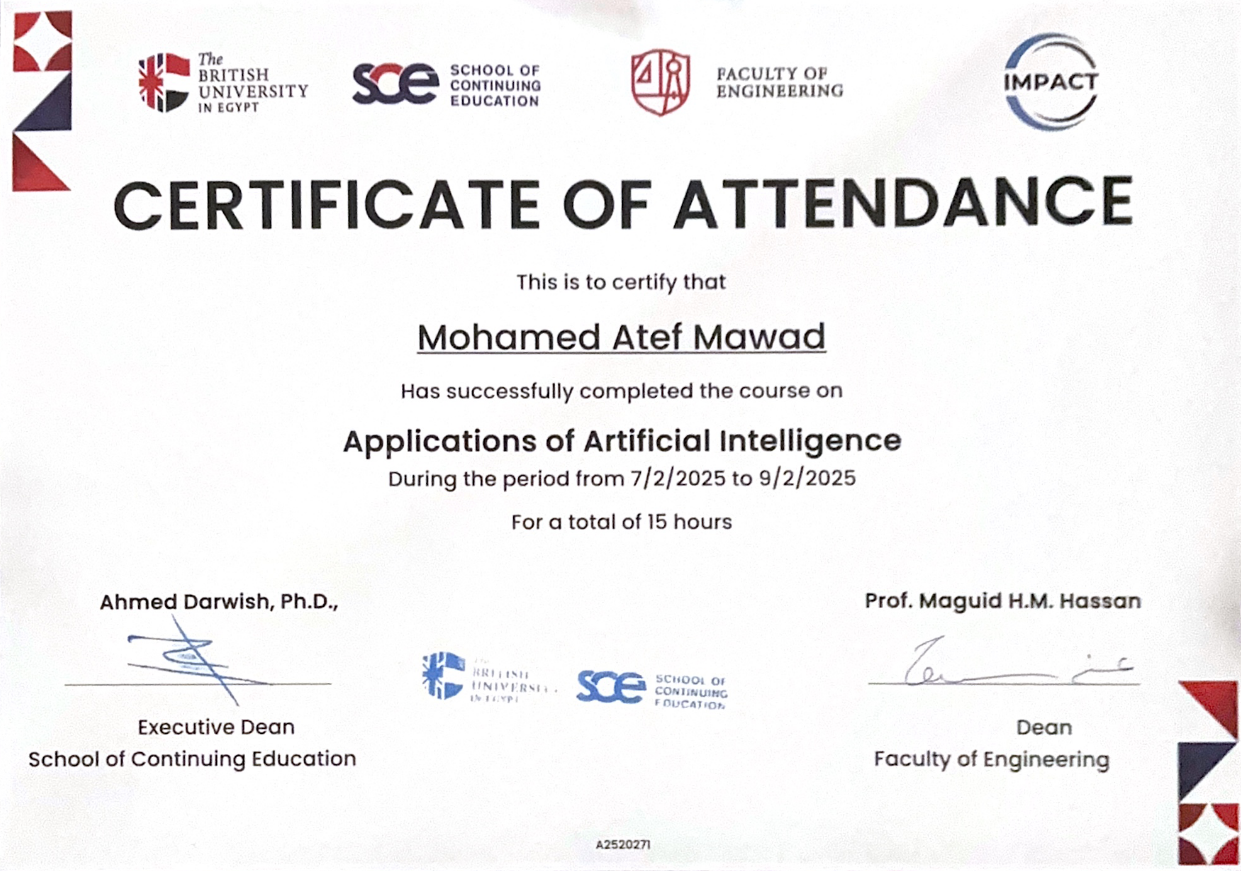 The
BRITISH
UNIVERSITY
IN EGYPT
sce
SCHOOL OF
CONTINUING
EDUCATION
FACULTY OF
ENGINEERING
IMPACT
CERTIFICATE OF ATTENDANCE
This is to certify that
Mohamed Atef Mawad
Has successfully completed the course on
Applications of Artificial Intelligence
During the period from 7/2/2025 to 9/2/2025
For a total of 15 hours
Ahmed Darwish, Ph.D.,
Prof. Maguid H.M. Hassan
The
BRITISH
UNIVERSITY
IN EGYPT
sce
SCHOOL OF
CONTINUING
EDUCATION
Executive Dean
School of Continuing Education
Dean
Faculty of Engineering
A2520271